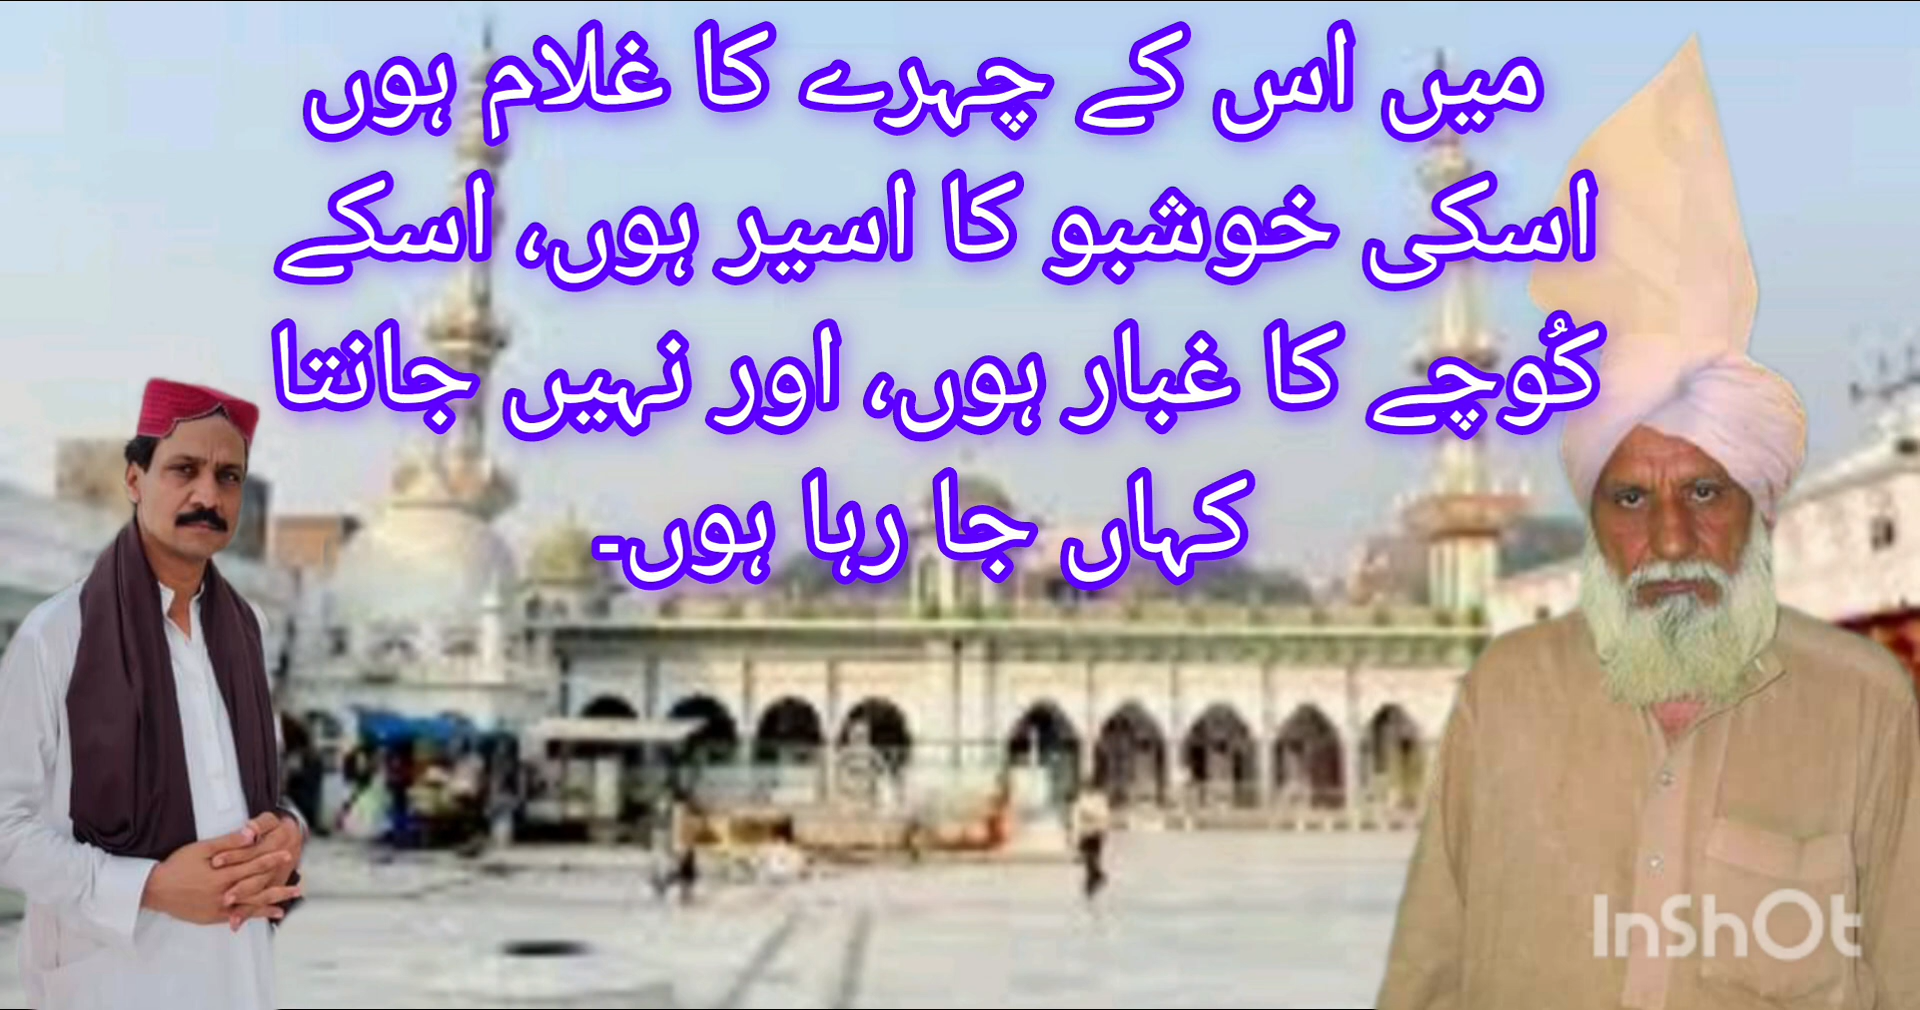 میں اس کے چہرے کا غلام ہوں
اسکی خوشبو کا اسیر ہوں، اسکے
کُوچے کا غبار ہوں، اور نہیں جانتا
کہاں جا رہا ہوں۔
InShOt